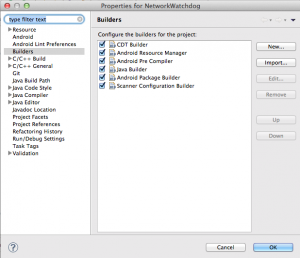 Properties for NetworkWatchdog
type filter text
Resource
Android
Android Lint Preferences
Builders
C/C++ Build
C/C++ General
Git
Java Build Path
Java Code Style
Java Compiler
Java Editor
Javadoc Location
Project Facets
Project References
Refactoring History
Run/Debug Settings
Task Tags
Validation
Builders
Configure the builders for the project:
CDT Builder
Android Resource Manager
Android Pre Compiler
Java Builder
Android Package Builder
Scanner Configuration Builder
New...
Import...
Edit...
Remove
Up
Down
?
Cancel
OK